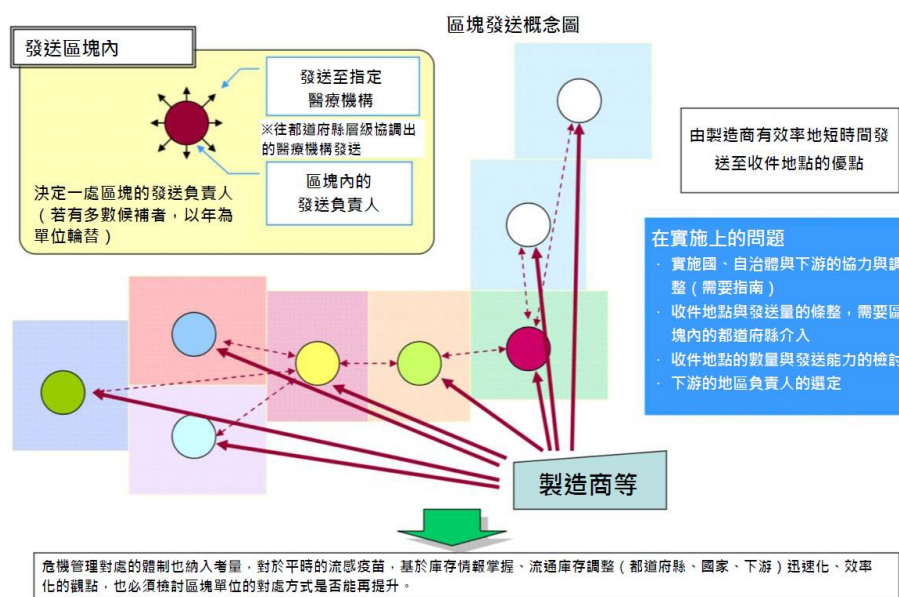 區塊發送概念圖
發送區塊內
發送至指定
醫療機構
※往都道府縣層級協調出
的醫療機構發送
區塊內的
發送負責人
決定一處區塊的發送負責人
（若有多數候補者，以年為
單位輪替）
由製造商有效率地短時間發
送至收件地點的優點
在實施上的問題
· 實施國、自治體與下游的協力與調
整（需要指南）
· 收件地點與發送量的條整，需要區
塊內的都道府縣介入
· 收件地點的數量與發送能力的檢討
· 下游的地區負責人的選定
製造商等
危機管理對處的體制也納入考量，對於平時的流感疫苗，基於庫存情報掌握、流通庫存調整（都道府縣、國家、下游）迅速化、效率
化的觀點，也必須檢討區塊單位的對處方式是否能再提升。